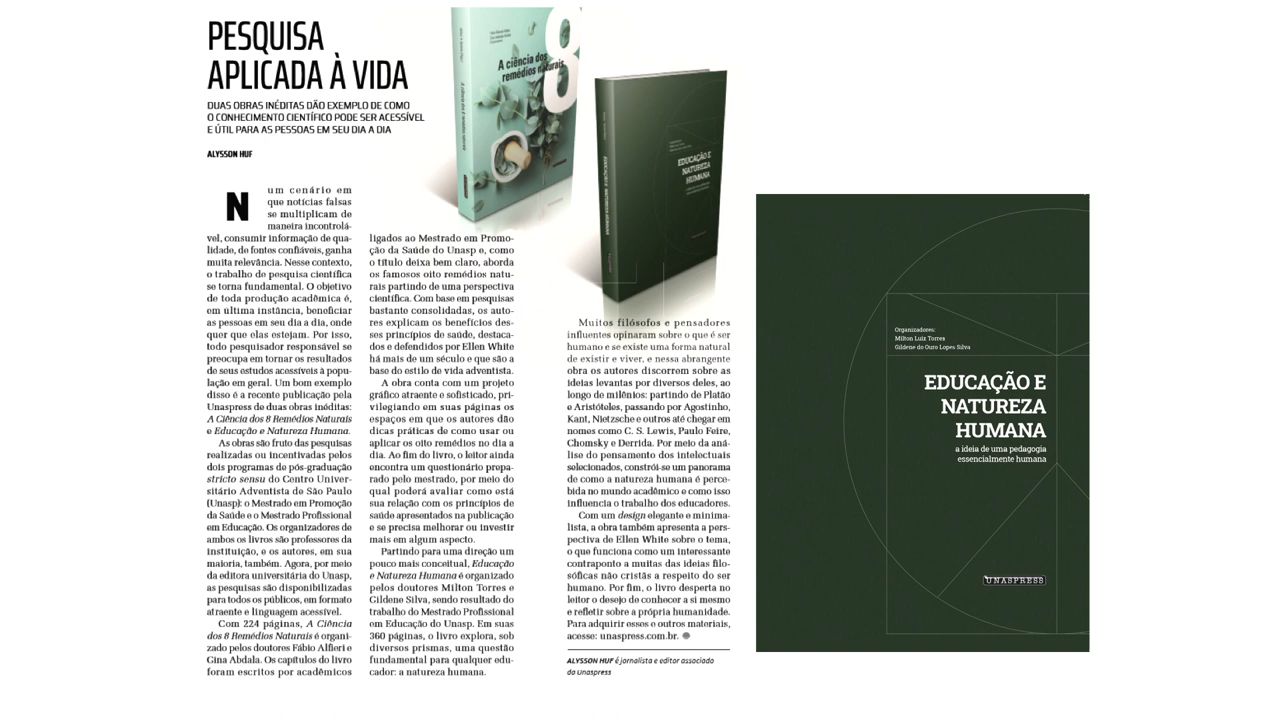 PESQUISA
APLICADA À VIDA
DUAS OBRAS INÉDITAS DÃO EXEMPLO DE COMO
O CONHECIMENTO CIENTÍFICO PODE SER ACESSÍVEL
E ÚTIL PARA AS PESSOAS EM SEU DIA A DIA
ALYSSON HUF
Num cenário em
que notícias falsas
se multiplicam de
maneira incontrolá-
vel, consumir informação de qua-
lidade, de fontes confiáveis, ganha
muita relevância. Nesse contexto,
o trabalho de pesquisa científica
se torna fundamental. O objetivo
de toda produção acadêmica é,
em ultima instância, beneficiar
as pessoas em seu dia a dia, onde
quer que elas estejam. Por isso,
todo pesquisador responsável se
preocupa em tornar os resultados
de seus estudos acessíveis à popu-
lação em geral. Um bom exemplo
disso é a recente publicação pela
Unaspress de duas obras inéditas:
A Ciência dos 8 Remédios Naturais
e Educação e Natureza Humana.
As obras são fruto das pesquisas
realizadas ou incentivadas pelos
dois programas de pós-graduação
stricto sensu do Centro Univer-
sitário Adventista de São Paulo
(Unasp): o Mestrado em Promoção
da Saúde e o Mestrado Profissional
em Educação. Os organizadores de
ambos os livros são professores da
instituição, e os autores, em sua
maioria, também. Agora, por meio
da editora universitária do Unasp,
as pesquisas são disponibilizadas
para todos os públicos, em formato
atraente e linguagem acessível.
Com 224 páginas, A Ciência
dos 8 Remédios Naturais é organi-
zado pelos doutores Fábio Alfieri e
Gina Abdala. Os capítulos do livro
foram escritos por acadêmicos
ligados ao Mestrado em Promo-
ção da Saúde do Unasp e, como
o título deixa bem claro, aborda
os famosos oito remédios natu-
rais partindo de uma perspectiva
científica. Com base em pesquisas
bastante consolidadas, os auto-
res explicam os benefícios des-
ses princípios de saúde, destaca-
dos e defendidos por Ellen White
há mais de um século e que são a
base do estilo de vida adventista.
A obra conta com um projeto
gráfico atraente e sofisticado, pri-
vilegiando em suas páginas os
espaços em que os autores dão
dicas práticas de como usar ou
aplicar os oito remédios no dia a
dia. Ao fim do livro, o leitor ainda
encontra um questionário prepa-
rado pelo mestrado, por meio do
qual poderá avaliar como está
sua relação com os princípios de
saúde apresentados na publicação
e se precisa melhorar ou investir
mais em algum aspecto.
Partindo para uma direção um
pouco mais conceitual, Educação
e Natureza Humana é organizado
pelos doutores Milton Torres e
Gildene Silva, sendo resultado do
trabalho do Mestrado Profissional
em Educação do Unasp. Em suas
360 páginas, o livro explora, sob
diversos prismas, uma questão
fundamental para qualquer edu-
cador: a natureza humana.
A ciência dos
remédios naturais
8
EDUCAÇÃO E NATUREZA HUMANA
EDUCAÇÃO E
NATUREZA
HUMANA
Muitos filósofos e pensadores
influentes opinaram sobre o que é ser
humano e se existe uma forma natural
de existir e viver, e nessa abrangente
obra os autores discorrem sobre as
ideias levantas por diversos deles, ao
longo de milênios: partindo de Platão
e Aristóteles, passando por Agostinho,
Kant, Nietzsche e outros até chegar em
nomes como C. S. Lewis, Paulo Feire,
Chomsky e Derrida. Por meio da aná-
lise do pensamento dos intelectuais
selecionados, constrói-se um panorama
de como a natureza humana é perce-
bida no mundo acadêmico e como isso
influencia o trabalho dos educadores.
Com um design elegante e minima-
lista, a obra também apresenta a pers-
pectiva de Ellen White sobre o tema,
o que funciona como um interessante
contraponto a muitas das ideias filo-
sóficas não cristãs a respeito do ser
humano. Por fim, o livro desperta no
leitor o desejo de conhecer a si mesmo
e refletir sobre a própria humanidade.
Para adquirir esses e outros materiais,
acesse: unaspress.com.br.
ALYSSON HUF é jornalista e editor associado
da Unaspress
Organizadores:
Milton Luiz Torres
Gildene do Ouro Lopes Silva
EDUCAÇÃO E
NATUREZA
HUMANA
a ideia de uma pedagogia
essencialmente humana
UNASPRESS